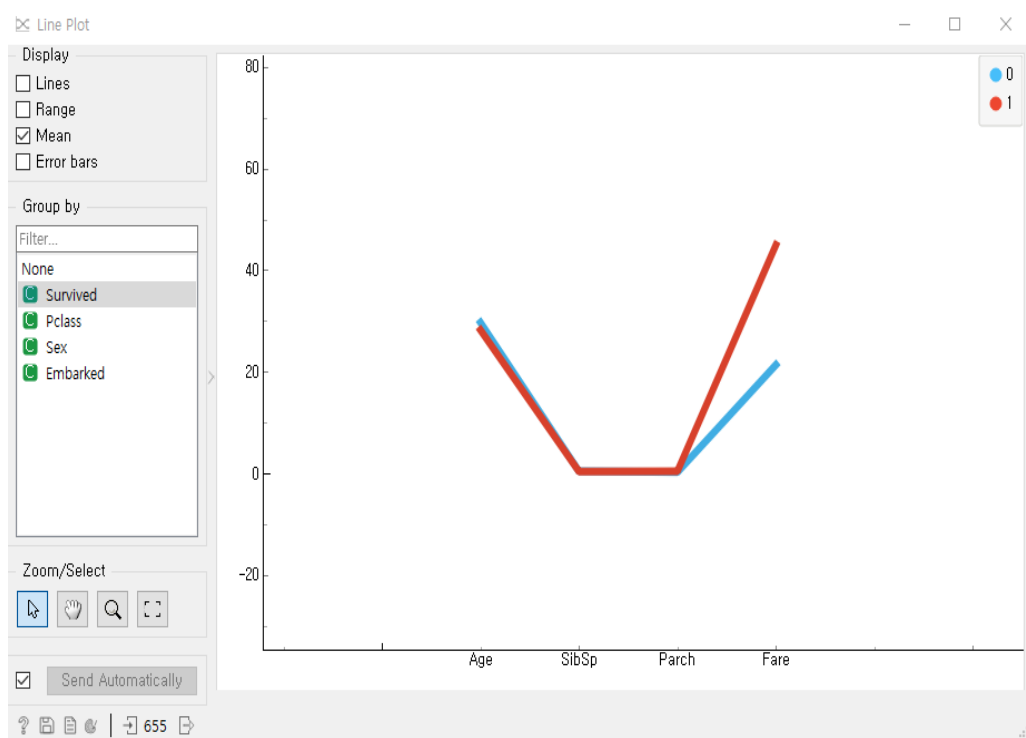 Line Plot
Display
Lines
Range
Mean
Error bars
Group by
Filter...
None
C Survived
C Pclass
C Sex
C Embarked
Zoom/Select
Send Automatically
? 655
80
60
40
20
0
-20
Age SibSp Parch Fare
0
1